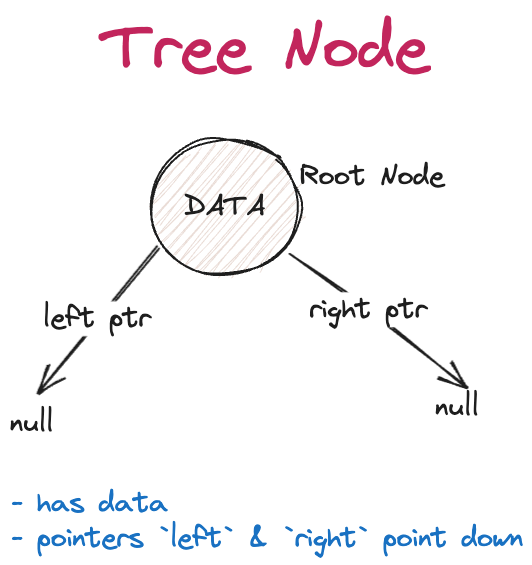 Tree Node
Root Node
DATA
left ptr
right ptr
null
null
- has data
- pointers `left` & `right` point down